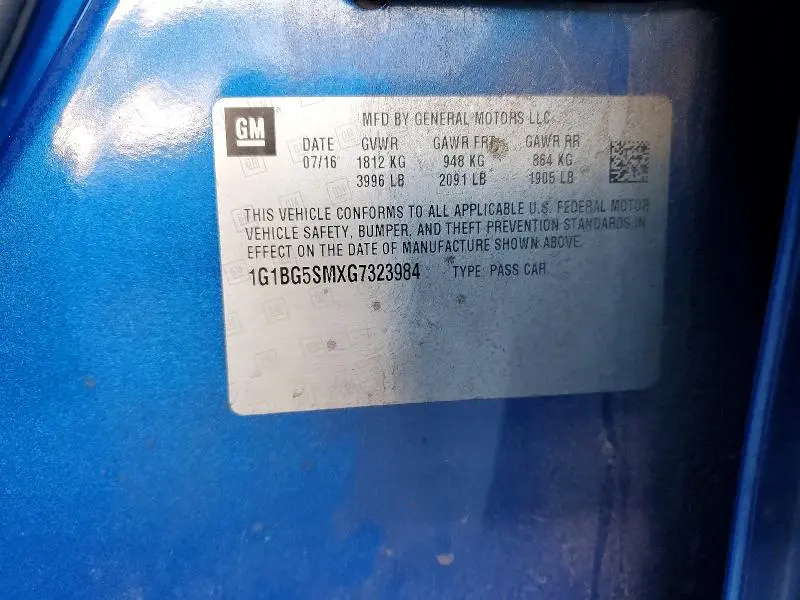 GM
MFD BY GENERAL MOTORS LLC
DATE GVWR GAWR FRT GAWR RR
07/16 1812 KG 948 KG 864 KG
3996 LB 2091 LB 1905 LB
THIS VEHICLE CONFORMS TO ALL APPLICABLE U.S. FEDERAL MOTOR
VEHICLE SAFETY, BUMPER, AND THEFT PREVENTION STANDARDS IN
EFFECT ON THE DATE OF MANUFACTURE SHOWN ABOVE.
1G1BG5SMXG7323984 TYPE: PASS CAR